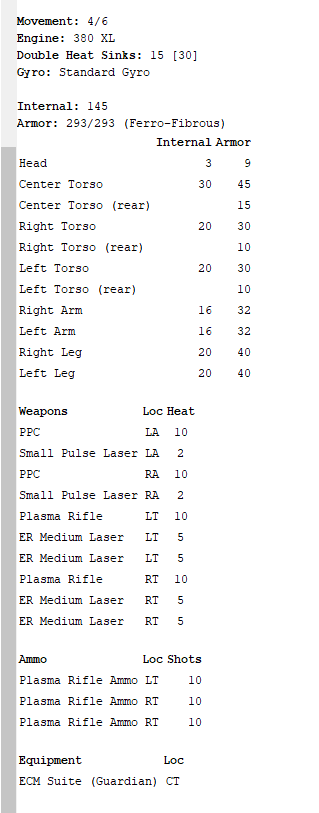 Movement: 4/6
Engine: 380 XL
Double Heat Sinks: 15 [30]
Gyro: Standard Gyro
Internal: 145
Armor: 293/293 (Ferro-Fibrous)
Internal Armor
Head 3 9
Center Torso 30 45
Center Torso (rear) 15
Right Torso 20 30
Right Torso (rear) 10
Left Torso 20 30
Left Torso (rear) 10
Right Arm 16 32
Left Arm 16 32
Right Leg 20 40
Left Leg 20 40
Weapons Loc Heat
PPC LA 10
Small Pulse Laser LA 2
PPC RA 10
Small Pulse Laser RA 2
Plasma Rifle LT 10
ER Medium Laser LT 5
ER Medium Laser LT 5
Plasma Rifle RT 10
ER Medium Laser RT 5
ER Medium Laser RT 5
Ammo Loc Shots
Plasma Rifle Ammo LT 10
Plasma Rifle Ammo RT 10
Plasma Rifle Ammo RT 10
Equipment Loc
ECM Suite (Guardian) CT